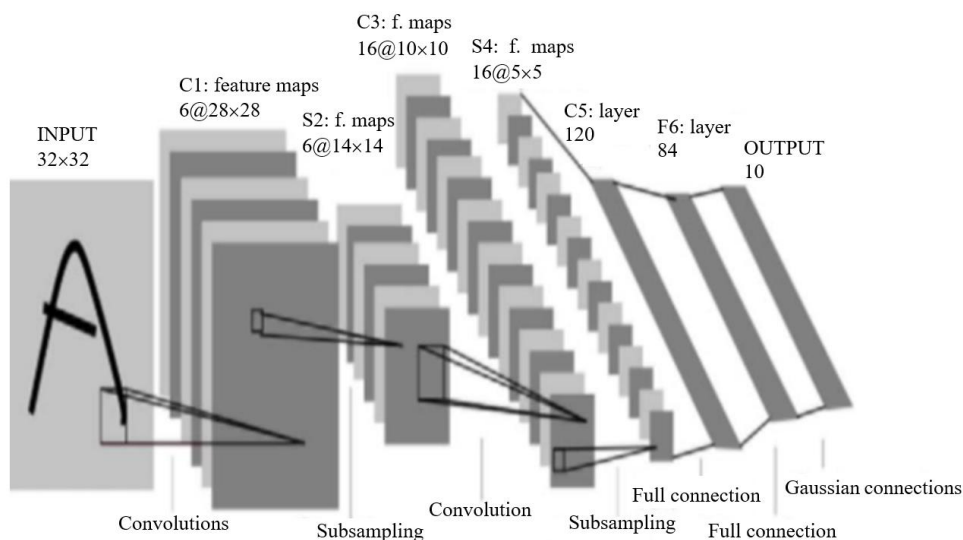 C3: f. maps
16@10×10
S4: f. maps
16@5×5
C1: feature maps
6@28×28
S2: f. maps
6@14×14
C5: layer
120
F6: layer
84
INPUT
32×32
OUTPUT
10
A
Convolutions
Subsampling
Convolution
Subsampling
Full connection
Full connection
Gaussian connections